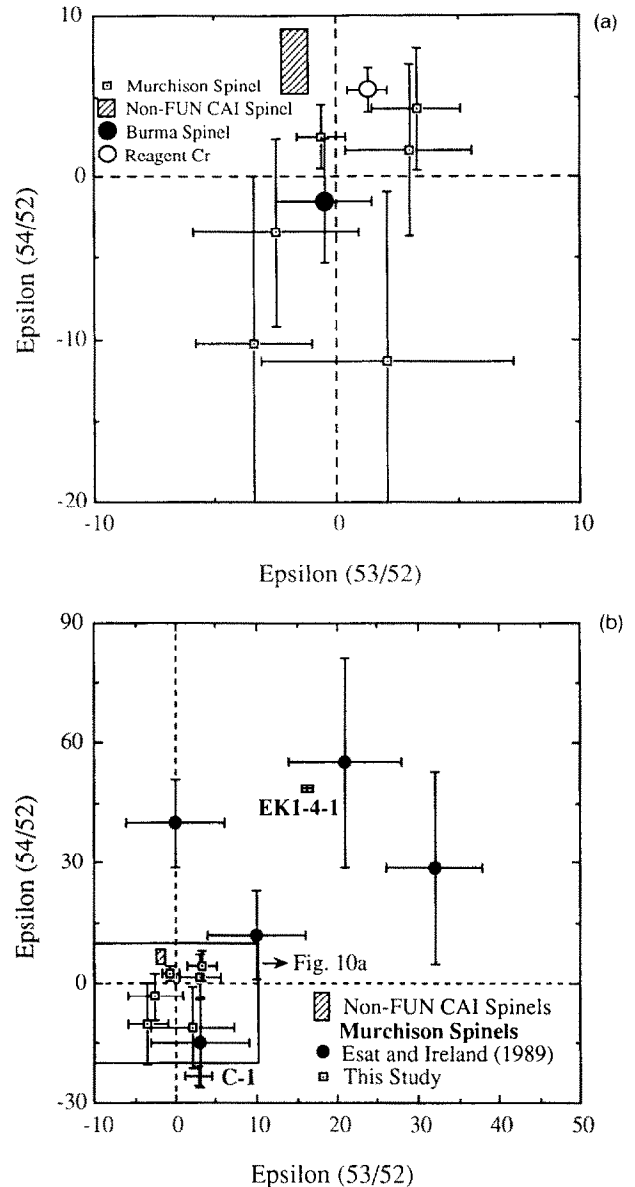 (a)
10
0
-10
-20
Epsilon (54/52)
Murchison Spinel
Non-FUN CAI Spinel
Burma Spinel
Reagent Cr
-10
0
10
Epsilon (53/52)
(b)
90
60
30
0
-30
Epsilon (54/52)
EK1-4-1
Fig. 10a
Non-FUN CAI Spinels
Murchison Spinels
Esat and Ireland (1989)
This Study
C-1
-10
0
10
20
30
40
50
Epsilon (53/52)